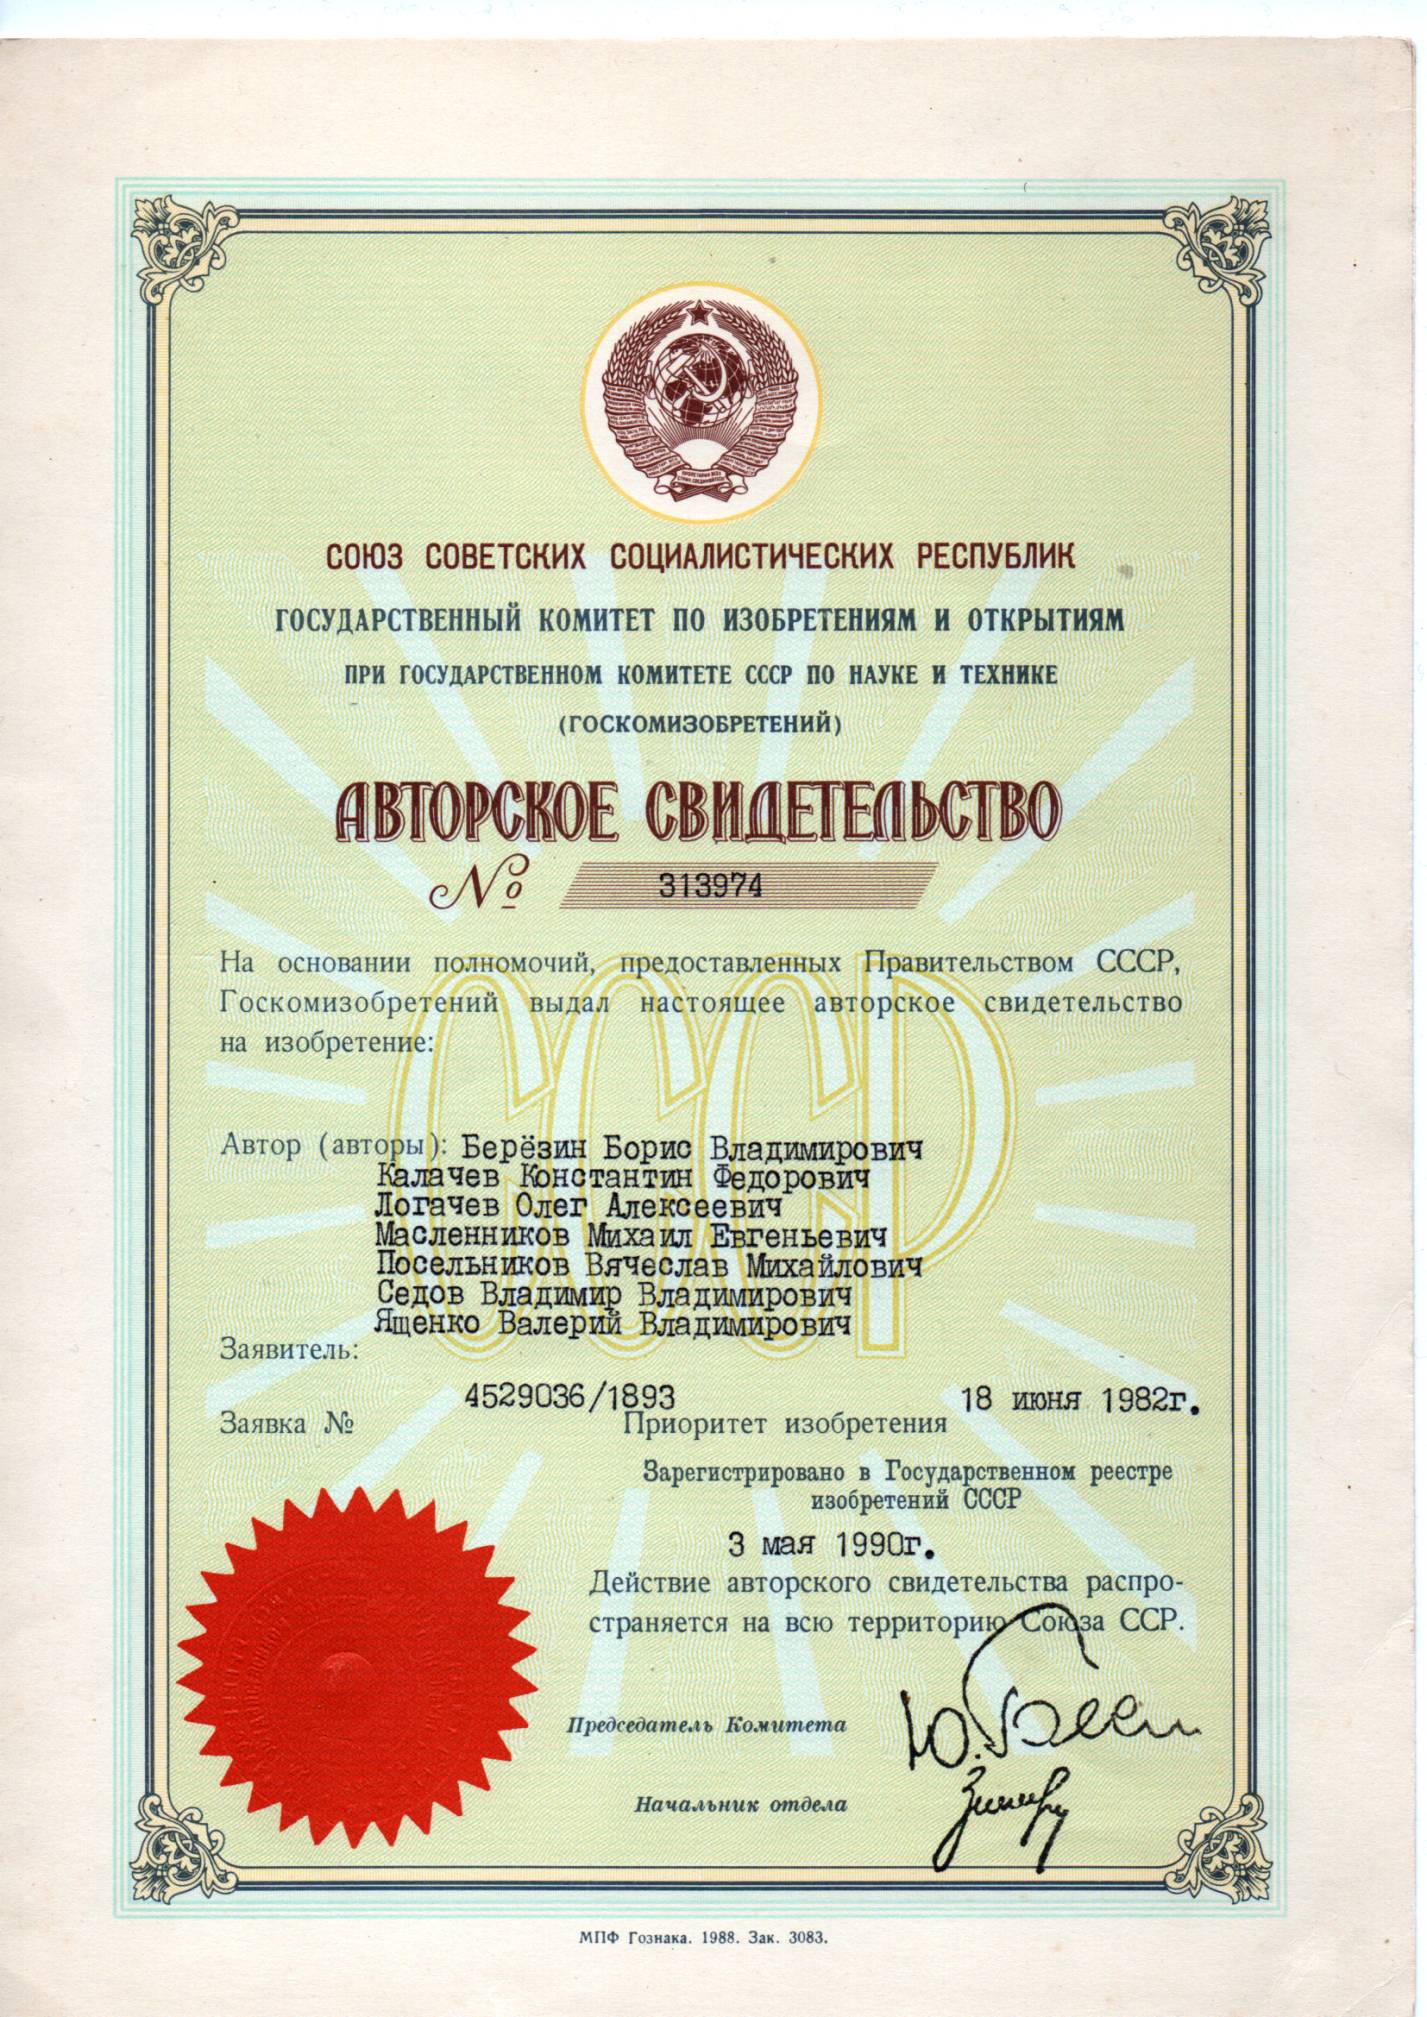 СОЮЗ СОВЕТСКИХ СОЦИАЛИСТИЧЕСКИХ РЕСПУБЛИК
ГОСУДАРСТВЕННЫЙ КОМИТЕТ ПО ИЗОБРЕТЕНИЯМ И ОТКРЫТИЯМ
ПРИ ГОСУДАРСТВЕННОМ КОМИТЕТЕ СССР ПО НАУКЕ И ТЕХНИКЕ
(ГОСКОМИЗОБРЕТЕНИЙ)
АВТОРСКОЕ СВИДЕТЕЛЬСТВО
№ 313974
СССР
На основании полномочий, предоставленных Правительством СССР,
Госкомизобретений выдал настоящее авторское свидетельство
на изобретение:
Автор (авторы): Берёзин Борис Владимирович
Калачев Константин Федорович
Логачев Олег Алексеевич
Масленников Михаил Евгеньевич
Посельников Вячеслав Михайлович
Седов Владимир Владимирович
Ященко Валерий Владимирович
Заявитель:
4529036/1893 18 июня 1982г.
Заявка № Приоритет изобретения
Зарегистрировано в Государственном реестре
изобретений СССР
3 мая 1990г.
Действие авторского свидетельства распро-
страняется на всю территорию Союза ССР.
Председатель Комитета
Начальник отдела
МПФ Гознака. 1988. Зак. 3083.